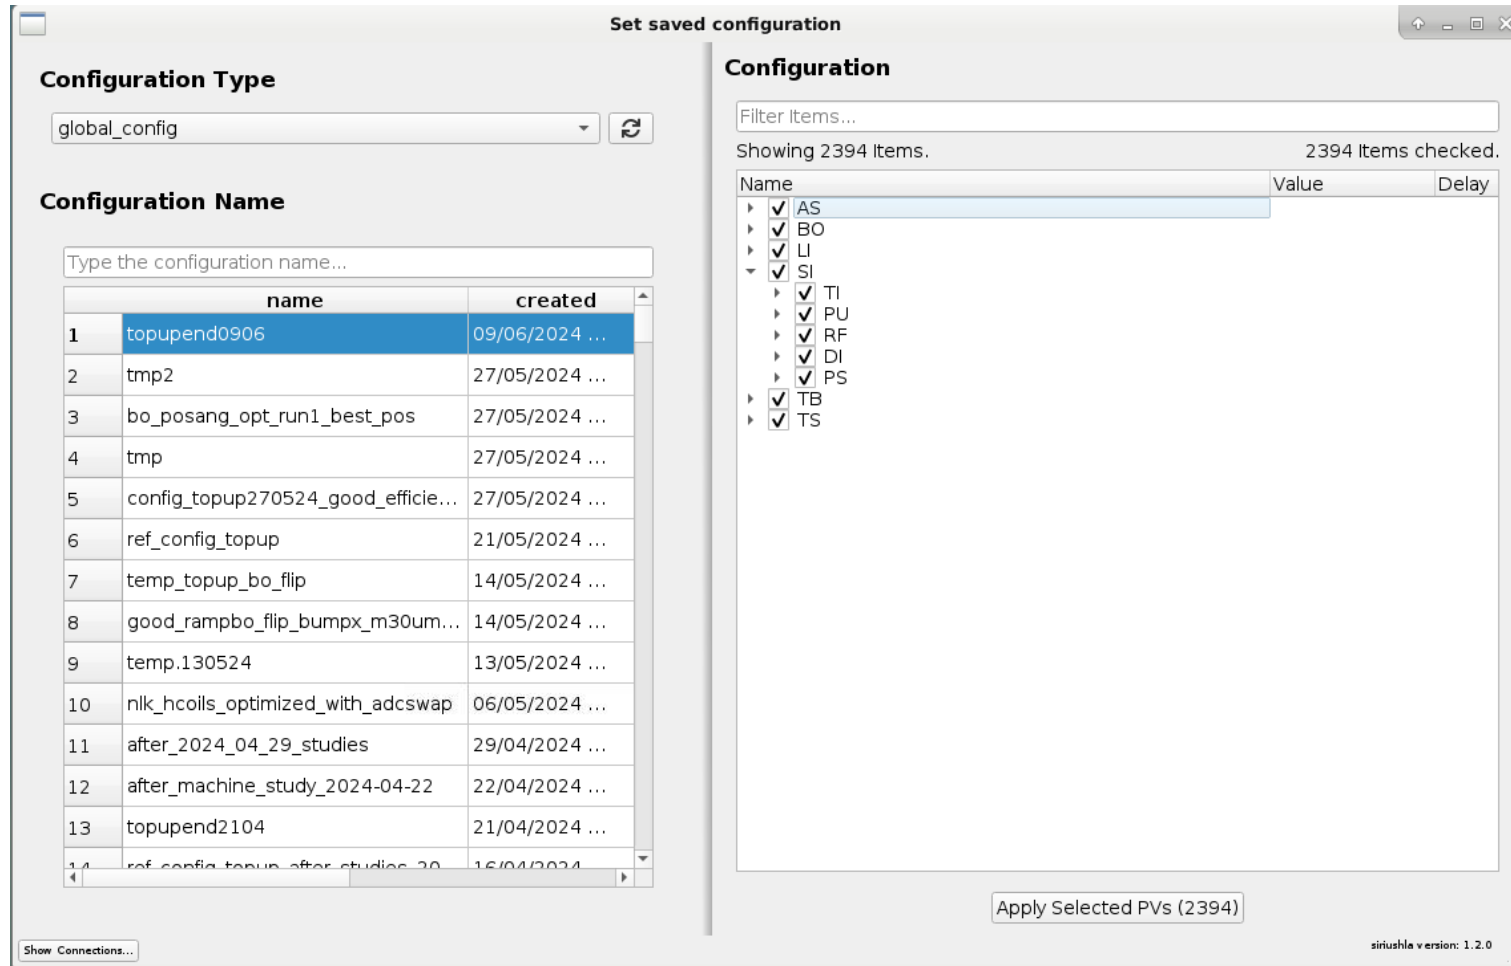 Set saved configuration
Configuration Type
global_config
Configuration Name
Type the configuration name...
name created
1 topupend0906 09/06/2024 ...
2 tmp2 27/05/2024 ...
3 bo_posang_opt_run1_best_pos 27/05/2024 ...
4 tmp 27/05/2024 ...
5 config_topup270524_good_efficie... 27/05/2024 ...
6 ref_config_topup 21/05/2024 ...
7 temp_topup_bo_flip 14/05/2024 ...
8 good_rampbo_flip_bumpx_m30um... 14/05/2024 ...
9 temp.130524 13/05/2024 ...
10 nlk_hcoils_optimized_with_adcswap 06/05/2024 ...
11 after_2024_04_29_studies 29/04/2024 ...
12 after_machine_study_2024-04-22 22/04/2024 ...
13 topupend2104 21/04/2024 ...
14 ref_config_topup_after_studies_20 16/04/2024
Show Connections...
Configuration
Filter Items...
Showing 2394 Items. 2394 Items checked.
Name Value Delay
AS
BO
LI
SI
TI
PU
RF
DI
PS
TB
TS
Apply Selected PVs (2394)
siriushla version: 1.2.0